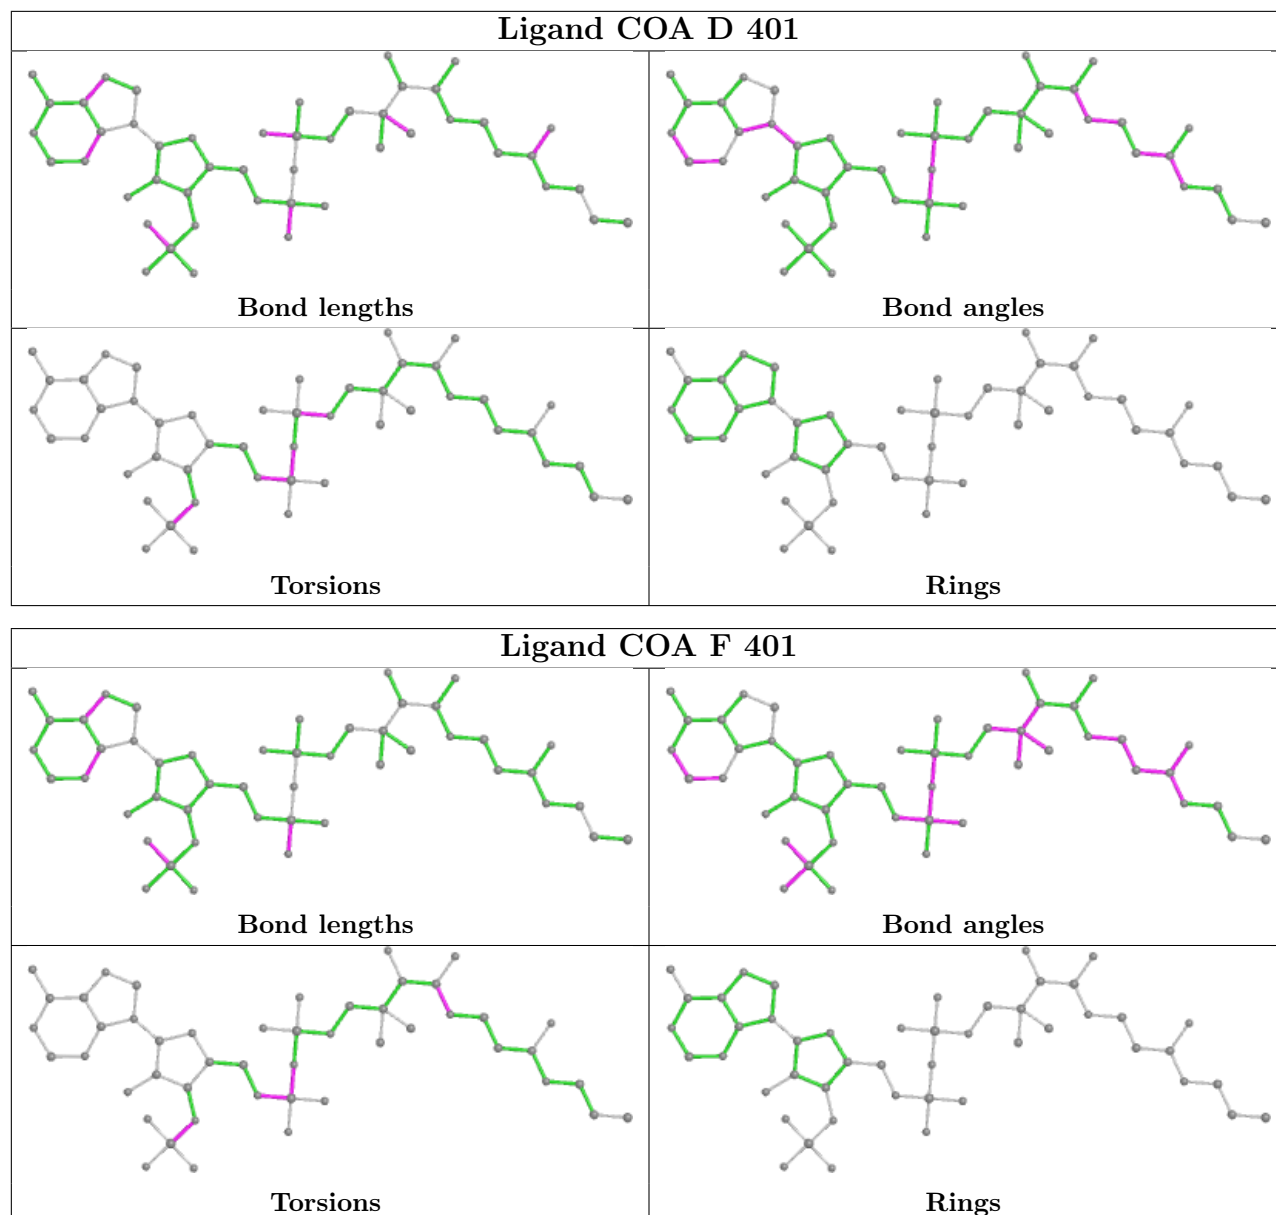 Ligand COA D 401
Bond lengths
Bond angles
Torsions
Rings
Ligand COA F 401
Bond lengths
Bond angles
Torsions
Rings